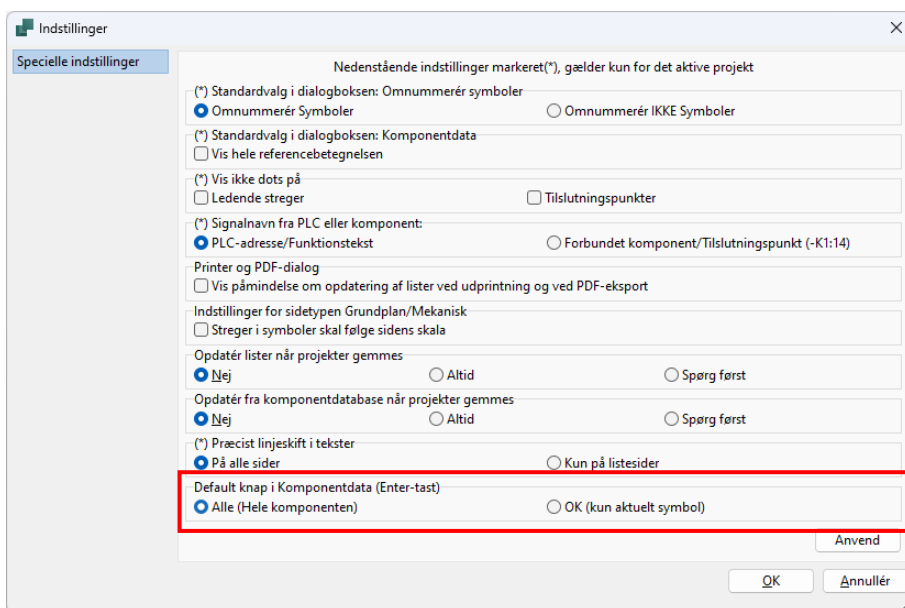 Indstillinger
Specielle indstillinger
Nedenstående indstillinger markeret(*), gælder kun for det aktive projekt
(*) Standardvalg i dialogboksen: Omnummerér symboler
Omnummerér Symboler Omnummerér IKKE Symboler
(*) Standardvalg i dialogboksen: Komponentdata
Vis hele referencebetegnelsen
(*) Vis ikke dots på
Ledende streger Tilslutningspunkter
(*) Signalnavn fra PLC eller komponent:
PLC-adresse/Funktionstekst Forbundet komponent/Tilslutningspunkt (-K1:14)
Printer og PDF-dialog
Vis påmindelse om opdatering af lister ved udprintning og ved PDF-eksport
Indstillinger for sidetypen Grundplan/Mekanisk
Streger i symboler skal følge sidens skala
Opdatér lister når projekter gemmes
Nej Altid Spørg først
Opdatér fra komponentdatabase når projekter gemmes
Nej Altid Spørg først
(*) Præcist linjeskift i tekster
På alle sider Kun på listesider
Default knap i Komponentdata (Enter-tast)
Alle (Hele komponenten) OK (kun aktuelt symbol)
Anvend
OK Annullér